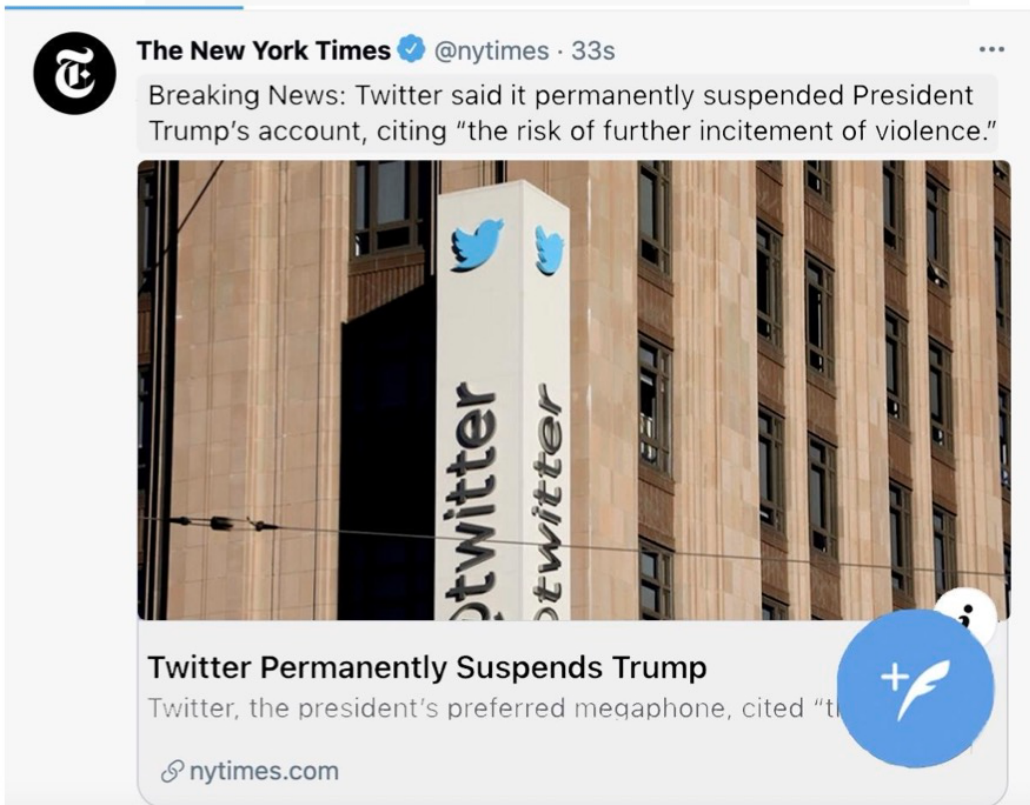 The New York Times @nytimes · 33s
Breaking News: Twitter said it permanently suspended President
Trump’s account, citing “the risk of further incitement of violence.”
@twitter
@twitter
Twitter Permanently Suspends Trump
Twitter, the president’s preferred megaphone, cited “t
nytimes.com